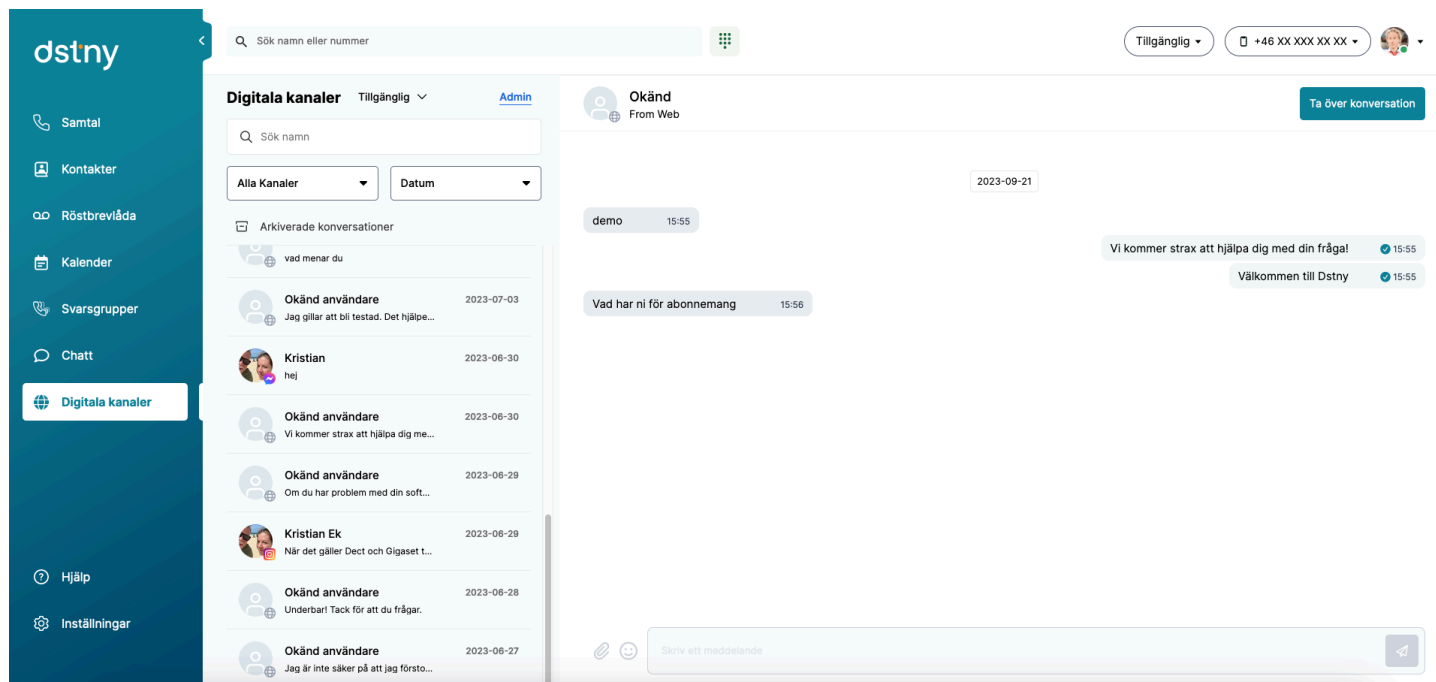 dstny
Samtal
Kontakter
Röstbrevlåda
Kalender
Svarsgrupper
Chatt
Digitala kanaler
Hjälp
Inställningar
Sök namn eller nummer
Tillgänglig
+46 XX XXX XX XX
Digitala kanaler Tillgänglig Admin
Sök namn
Alla Kanaler Datum
Arkiverade konversationer
vad menar du
Okänd användare 2023-07-03
Jag gillar att bli testad. Det hjälpe...
Kristian 2023-06-30
hej
Okänd användare 2023-06-30
Vi kommer strax att hjälpa dig me...
Okänd användare 2023-06-29
Om du har problem med din soft...
Kristian Ek 2023-06-29
När det gäller Dect och Gigaset t...
Okänd användare 2023-06-28
Underbar! Tack för att du frågar.
Okänd användare 2023-06-27
Jag är inte säker på att jag försto...
Okänd
From Web
Ta över konversation
2023-09-21
demo 15:55
Vi kommer strax att hjälpa dig med din fråga! 15:55
Välkommen till Dstny 15:55
Vad har ni för abonnemang 15:56
Skriv ett meddelande